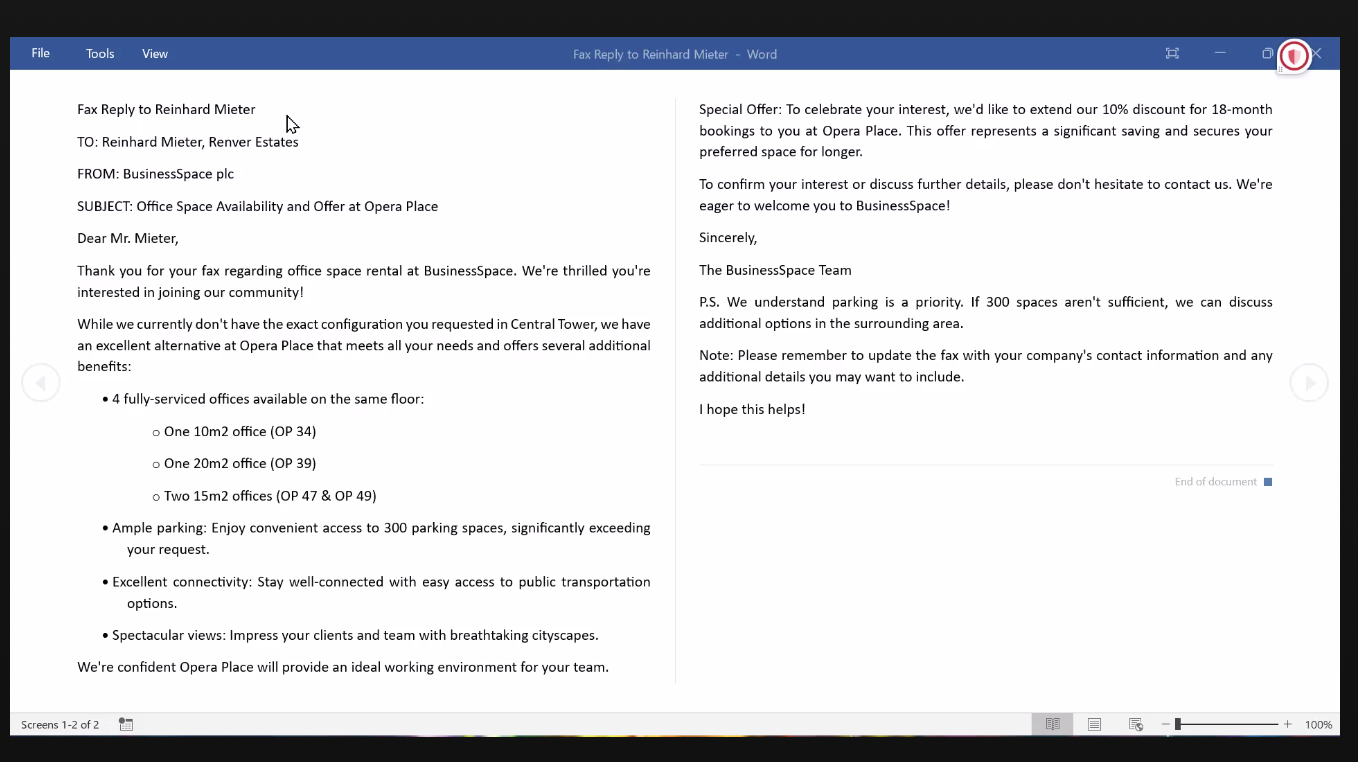 File Tools View Fax Reply to Reinhard Mieter - Word
Fax Reply to Reinhard Mieter
TO: Reinhard Mieter, Renver Estates
FROM: BusinessSpace plc
SUBJECT: Office Space Availability and Offer at Opera Place
Dear Mr. Mieter,
Thank you for your fax regarding office space rental at BusinessSpace. We're thrilled you're
interested in joining our community!
While we currently don't have the exact configuration you requested in Central Tower, we have
an excellent alternative at Opera Place that meets all your needs and offers several additional
benefits:
• 4 fully-serviced offices available on the same floor:
o One 10m2 office (OP 34)
o One 20m2 office (OP 39)
o Two 15m2 offices (OP 47 & OP 49)
• Ample parking: Enjoy convenient access to 300 parking spaces, significantly exceeding
your request.
• Excellent connectivity: Stay well-connected with easy access to public transportation
options.
• Spectacular views: Impress your clients and team with breathtaking cityscapes.
We're confident Opera Place will provide an ideal working environment for your team.
Special Offer: To celebrate your interest, we'd like to extend our 10% discount for 18-month
bookings to you at Opera Place. This offer represents a significant saving and secures your
preferred space for longer.
To confirm your interest or discuss further details, please don't hesitate to contact us. We're
eager to welcome you to BusinessSpace!
Sincerely,
The BusinessSpace Team
P.S. We understand parking is a priority. If 300 spaces aren't sufficient, we can discuss
additional options in the surrounding area.
Note: Please remember to update the fax with your company's contact information and any
additional details you may want to include.
I hope this helps!
End of document
Screens 1-2 of 2
100%